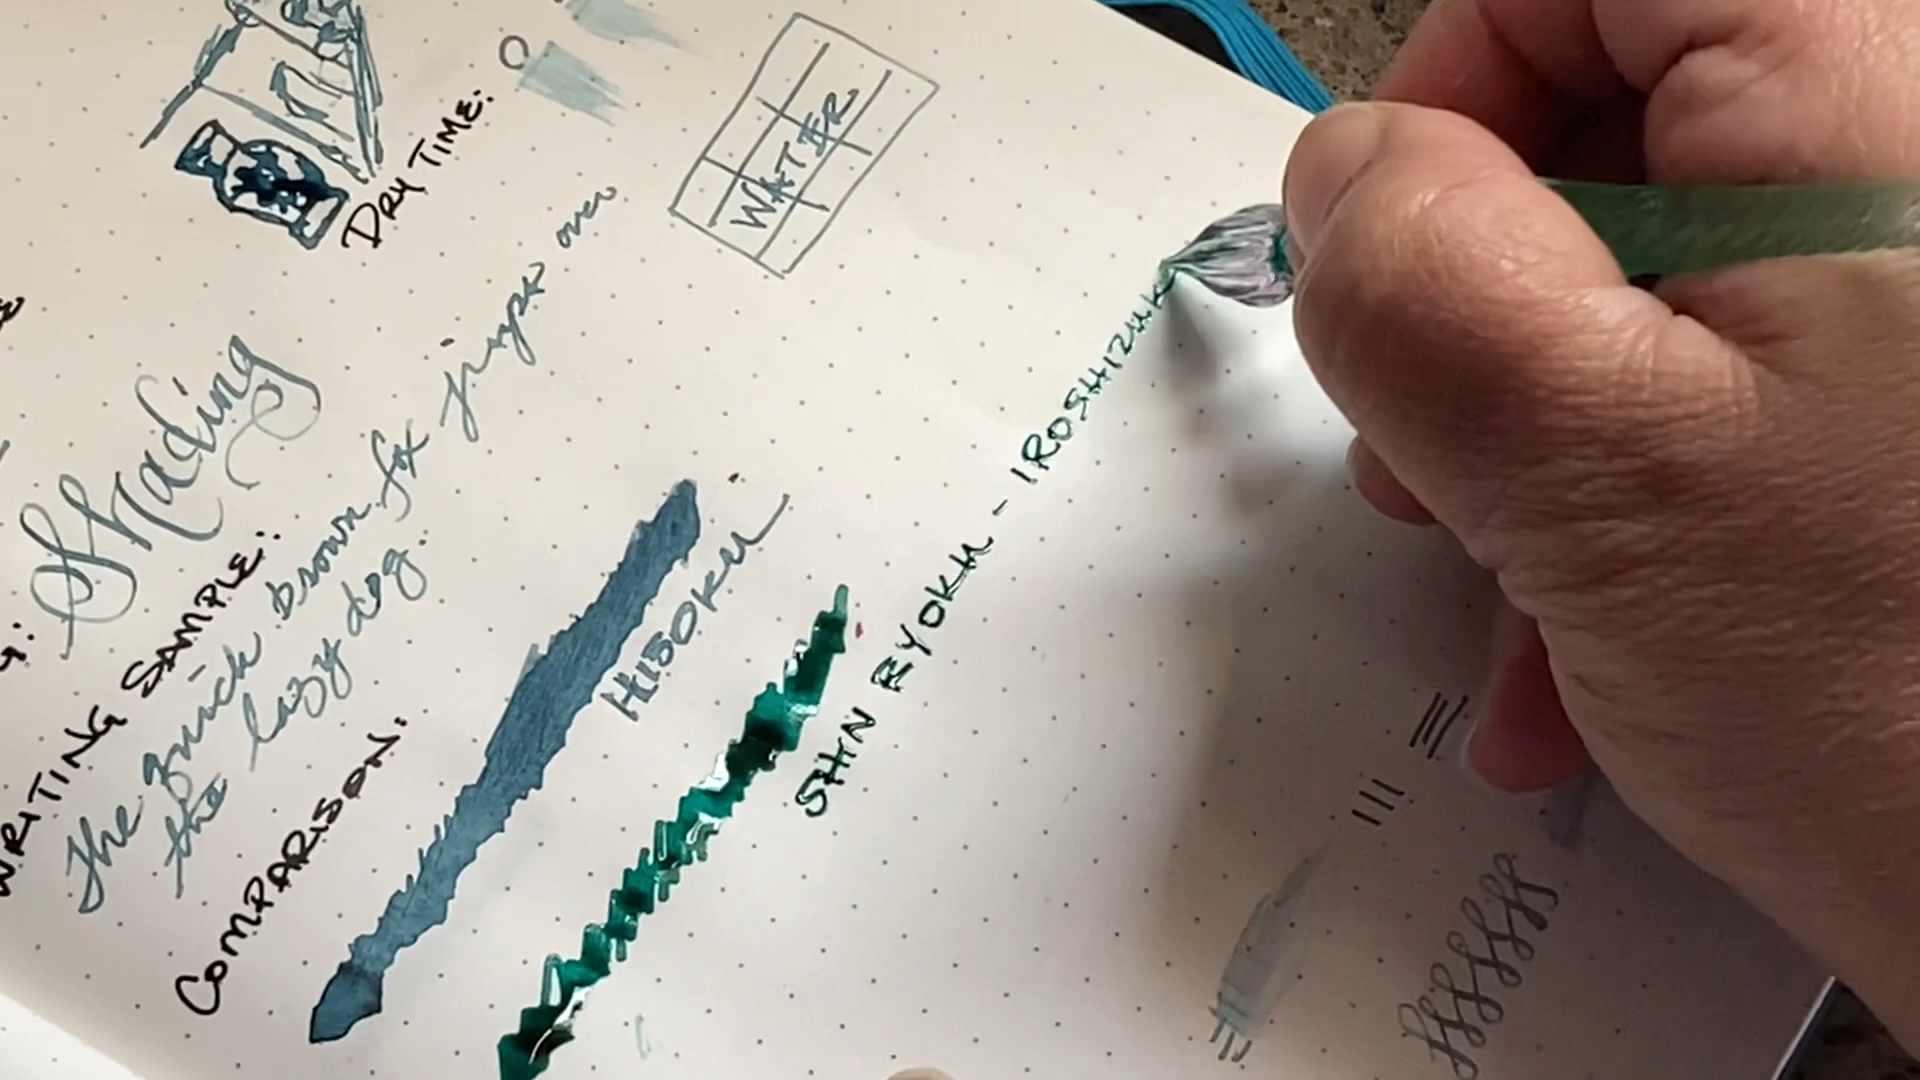 DRY TIME:
WATER
Shading
WRITING SAMPLE:
The quick brown fox jumps over
the lazy dog.
COMPARISON:
HISOKU
SHIN RYOKU - IROSHIZUK